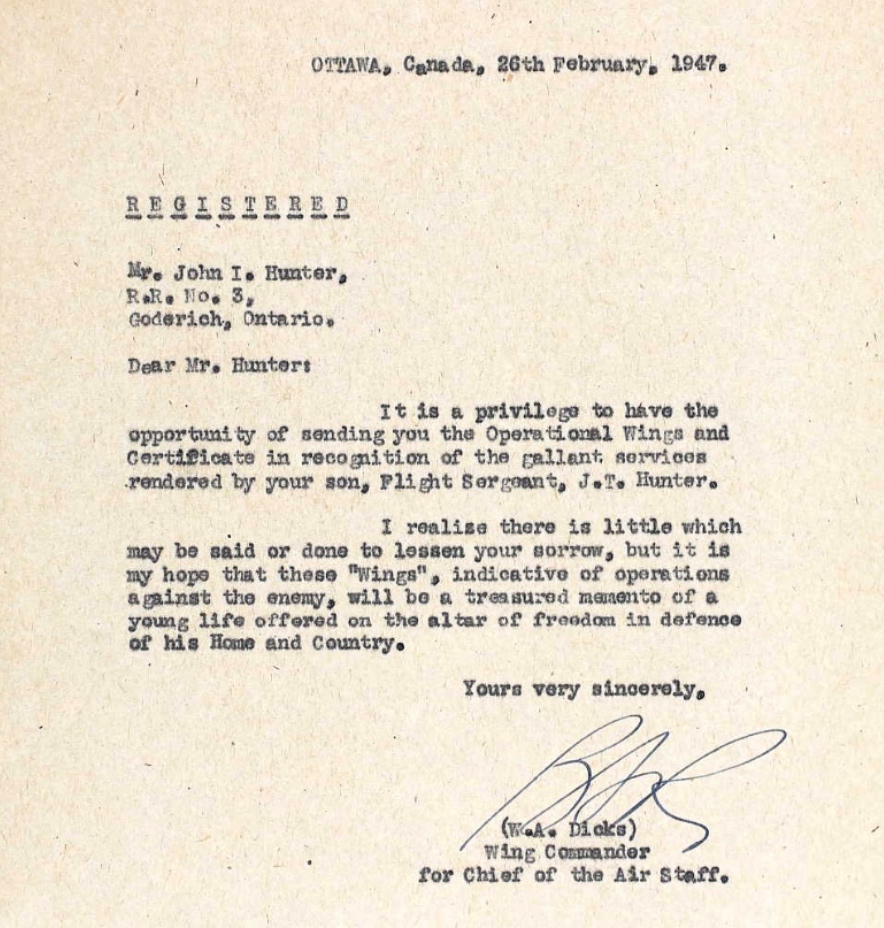 OTTAWA, Canada, 26th February, 1947.
REGISTERED
Mr. John I. Hunter,
R.R. No. 3,
Goderich, Ontario.
Dear Mr. Hunter:
It is a privilege to have the
opportunity of sending you the Operational Wings and
Certificate in recognition of the gallant services
rendered by your son, Flight Sergeant, J.T. Hunter.
I realize there is little which
may be said or done to lessen your sorrow, but it is
my hope that these "Wings", indicative of operations
against the enemy, will be a treasured memento of a
young life offered on the altar of freedom in defence
of his Home and Country.
Yours very sincerely,
(W.A. Dicks)
Wing Commander
for Chief of the Air Staff.